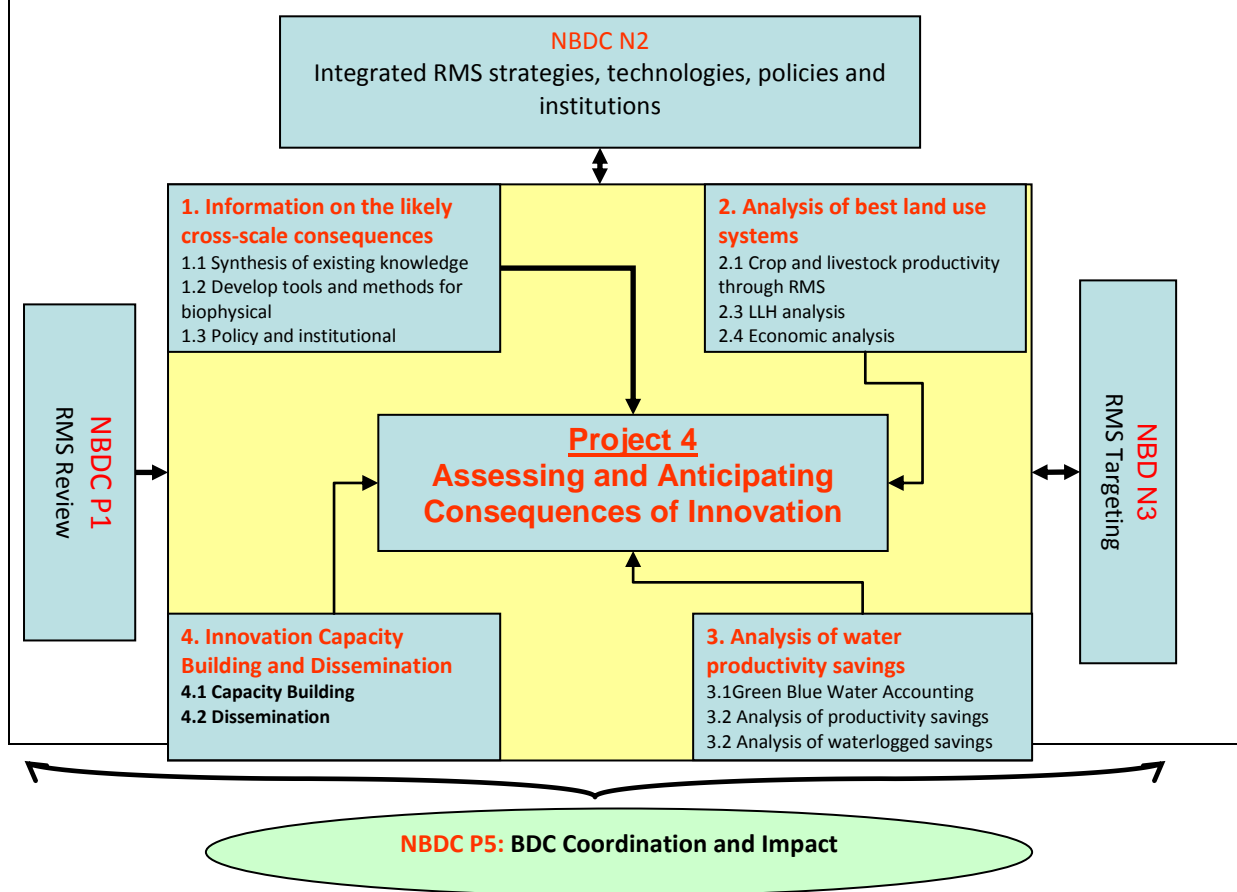 NBDC N2
Integrated RMS strategies, technologies, policies and
institutions
1. Information on the likely
cross-scale consequences
1.1 Synthesis of existing knowledge
1.2 Develop tools and methods for
biophysical
1.3 Policy and institutional
2. Analysis of best land use
systems
2.1 Crop and livestock productivity
through RMS
2.3 LLH analysis
2.4 Economic analysis
NBDC P1
RMS Review
Project 4
Assessing and Anticipating
Consequences of Innovation
NBD N3
RMS Targeting
4. Innovation Capacity
Building and Dissemination
4.1 Capacity Building
4.2 Dissemination
3. Analysis of water
productivity savings
3.1Green Blue Water Accounting
3.2 Analysis of productivity savings
3.2 Analysis of waterlogged savings
NBDC P5: BDC Coordination and Impact